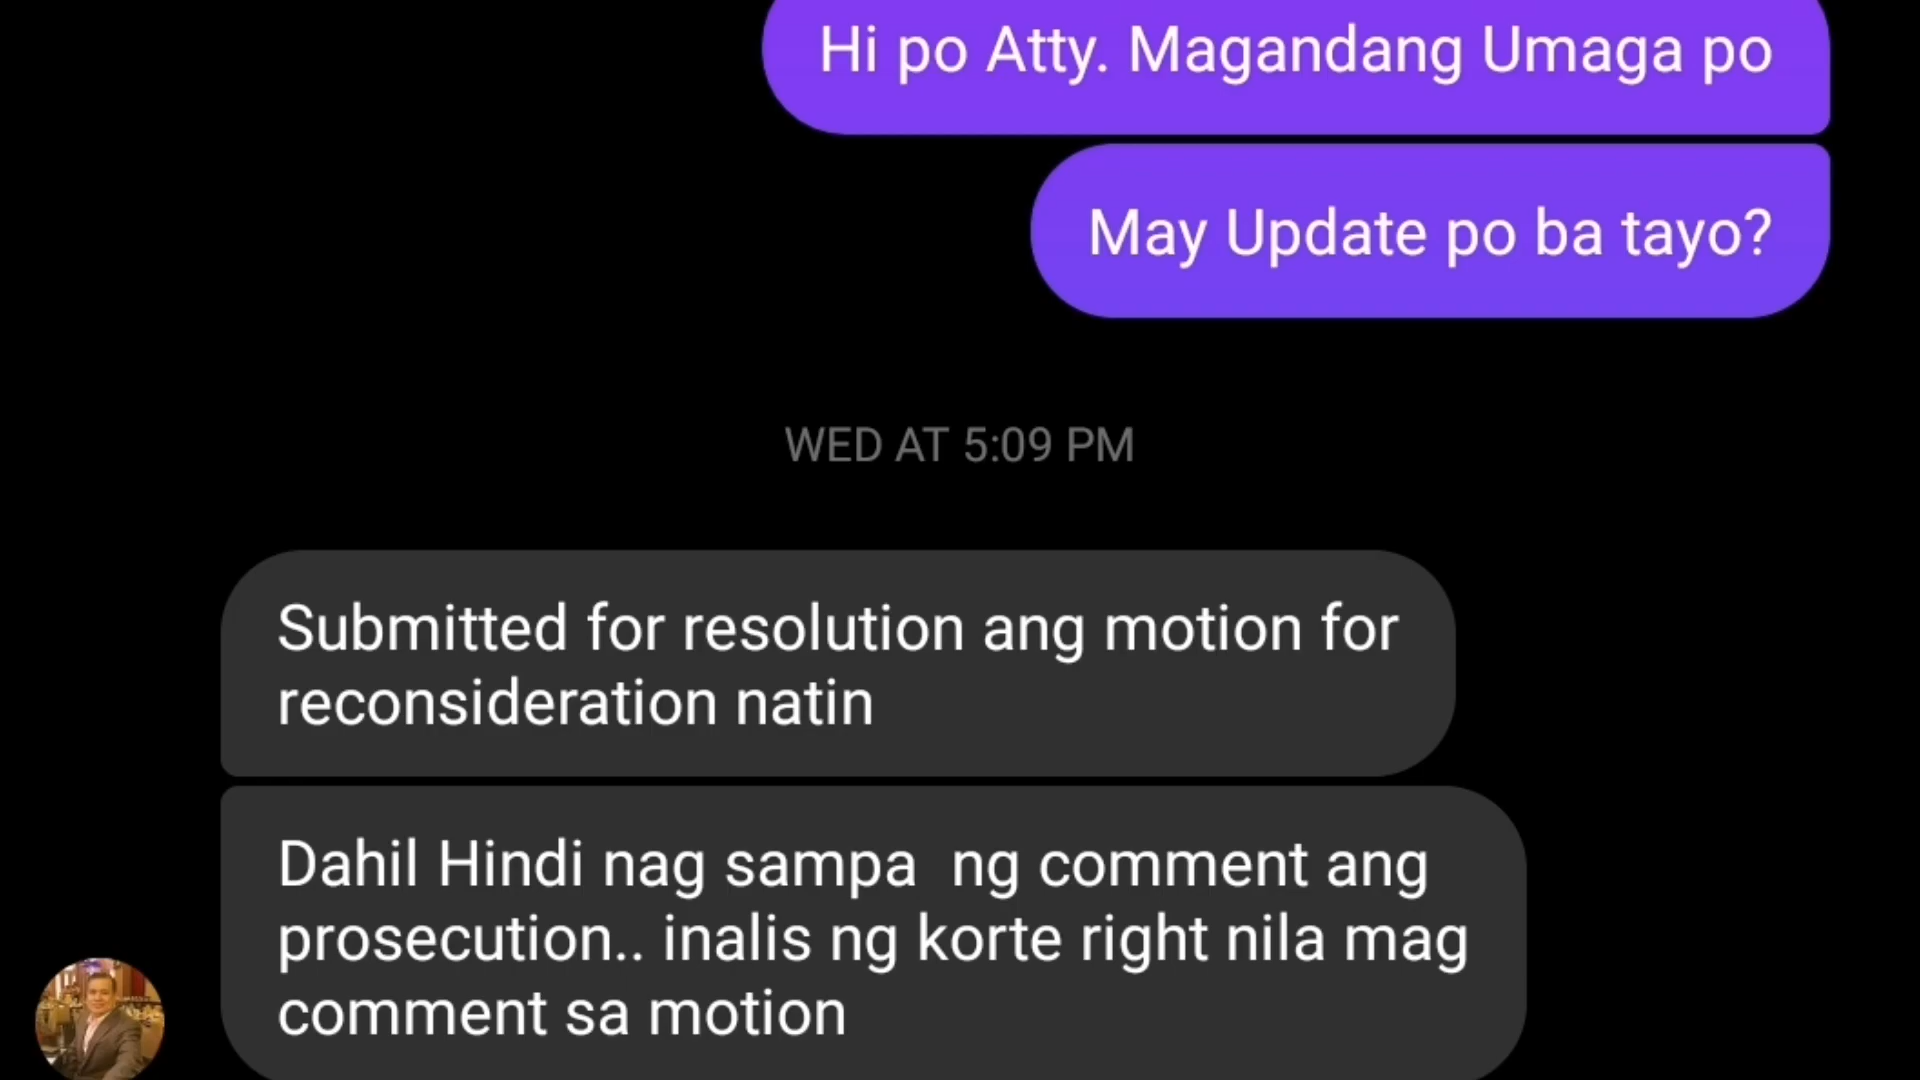 Hi po Atty. Magandang Umaga po
May Update po ba tayo?
WED AT 5:09 PM
Submitted for resolution ang motion for
reconsideration natin
Dahil Hindi nag sampa  ng comment ang
prosecution.. inalis ng korte right nila mag
comment sa motion